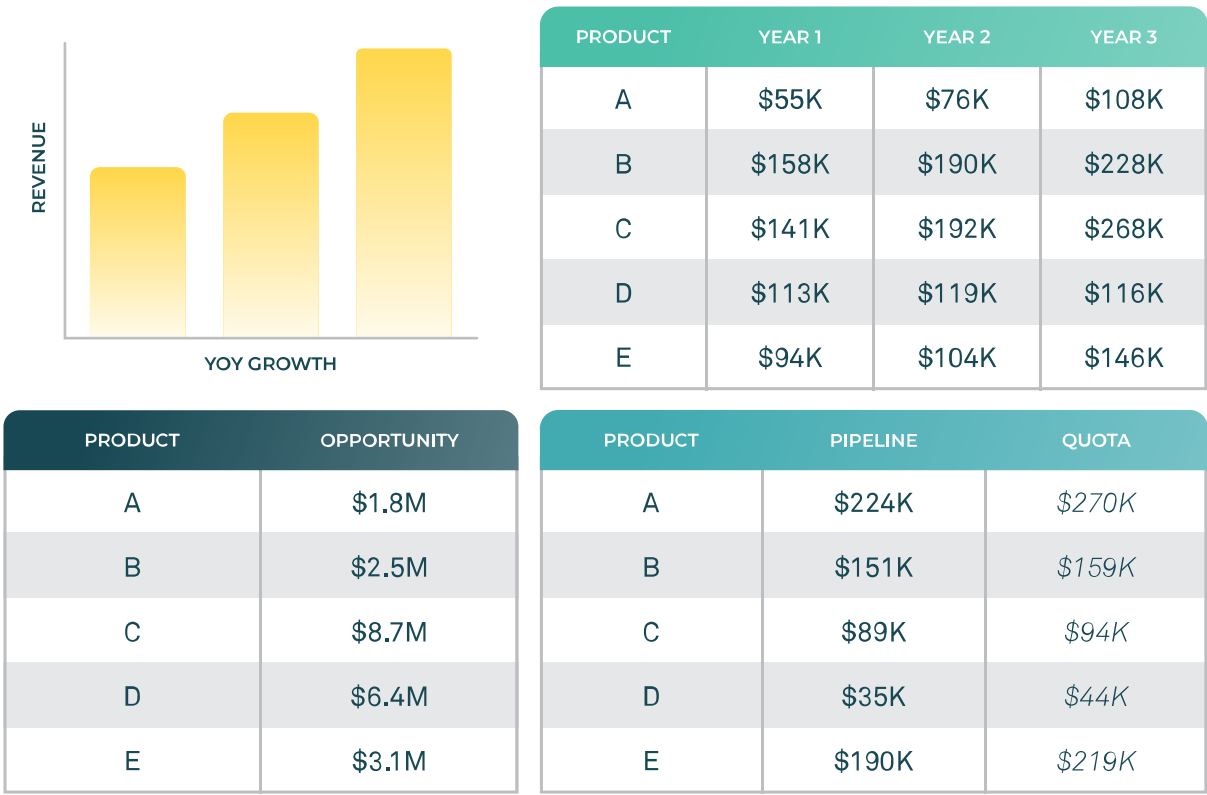 REVENUE
YOY GROWTH
PRODUCT YEAR 1 YEAR 2 YEAR 3
A $55K $76K $108K
B $158K $190K $228K
C $141K $192K $268K
D $113K $119K $116K
E $94K $104K $146K
PRODUCT OPPORTUNITY
A $1.8M
B $2.5M
C $8.7M
D $6.4M
E $3.1M
PRODUCT PIPELINE QUOTA
A $224K $270K
B $151K $159K
C $89K $94K
D $35K $44K
E $190K $219K